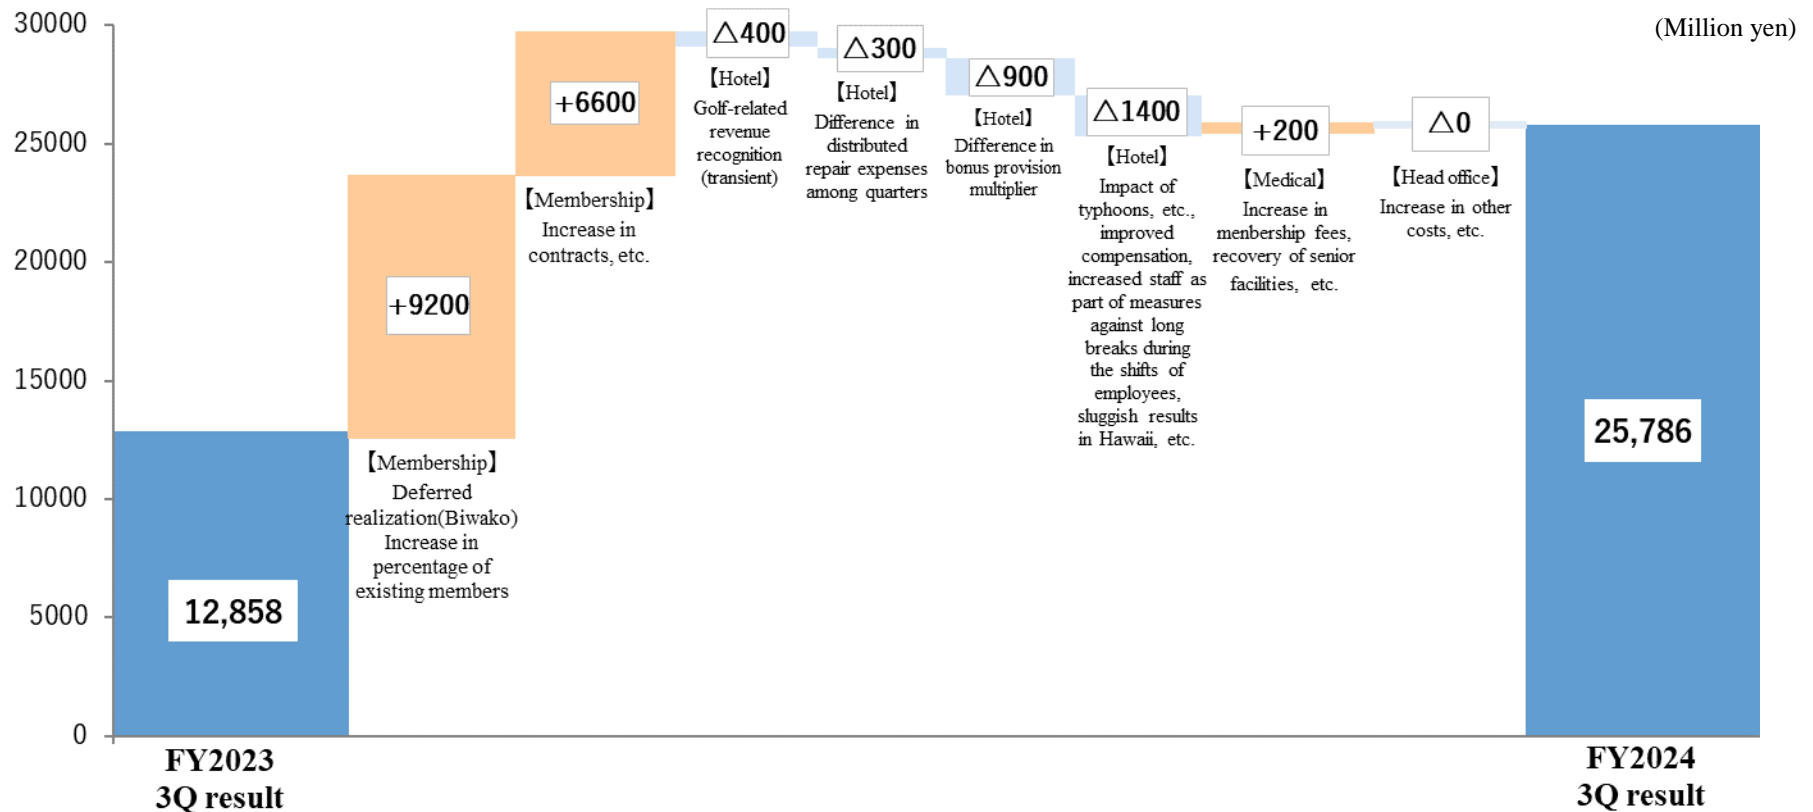 (Million yen)
30000
25000
20000
15000
10000
5000
0
12,858
FY2023
3Q result
+9200
【Membership】
Deferred
realization(Biwako)
Increase in
percentage of
existing members
+6600
【Membership】
Increase in
contracts, etc.
△400
【Hotel】
Golf-related
revenue
recognition
(transient)
△300
【Hotel】
Difference in
distributed
repair expenses
among quarters
△900
【Hotel】
Difference in
bonus provision
multiplier
△1400
【Hotel】
Impact of
typhoons, etc.,
improved
compensation,
increased staff as
part of measures
against long
breaks during
the shifts of
employees,
sluggish results
in Hawaii, etc.
+200
【Medical】
Increase in
menbership fees,
recovery of senior
facilities, etc.
△0
【Head office】
Increase in other
costs, etc.
25,786
FY2024
3Q result